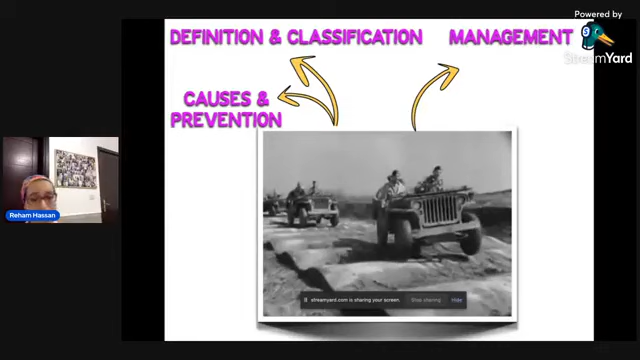 Powered by
StreamYard
DEFINITION & CLASSIFICATION
MANAGEMENT
CAUSES &
PREVENTION
Reham Hassan
streamyard.com is sharing your screen.
Stop sharing
Hide